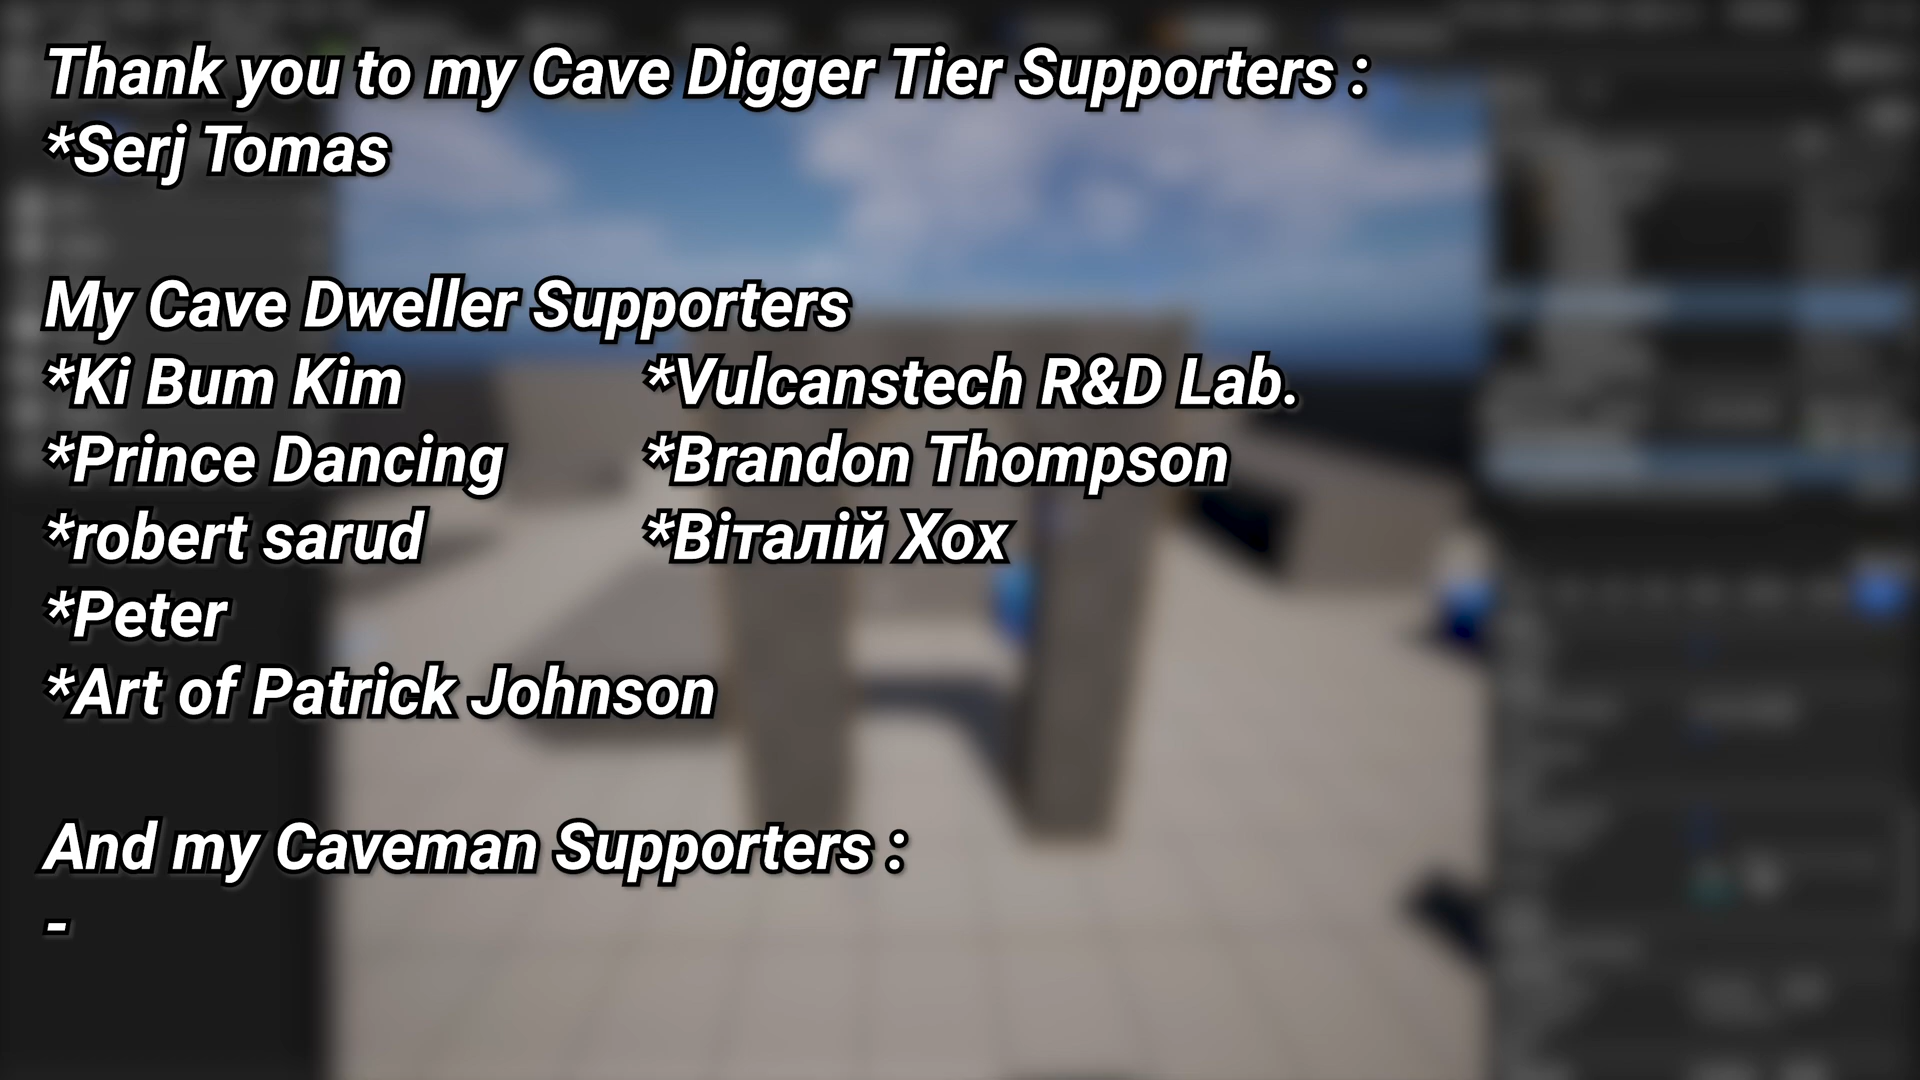 Thank you to my Cave Digger Tier Supporters :
*Serj Tomas
My Cave Dweller Supporters
*Ki Bum Kim
*Prince Dancing
*robert sarud
*Peter
*Art of Patrick Johnson
*Vulcanstech R&D Lab.
*Brandon Thompson
*Віталій Хох
And my Caveman Supporters :
-